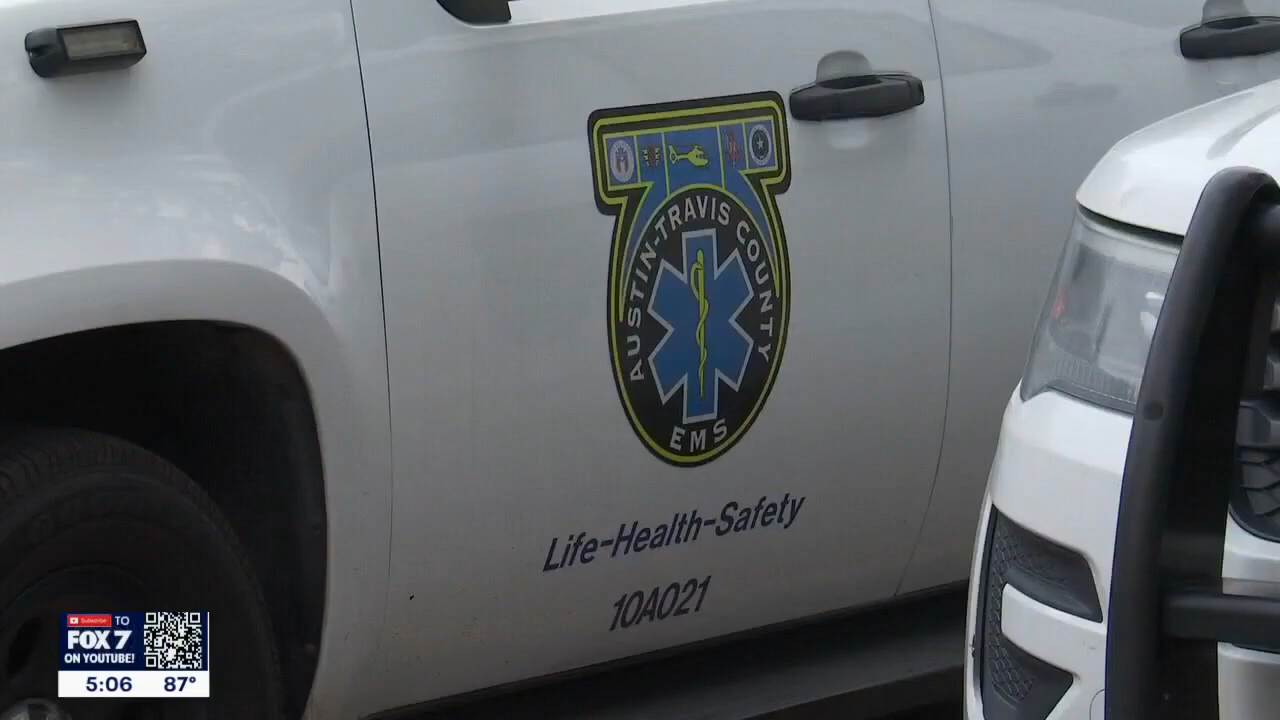 AUSTIN-TRAVIS COUNTY
EMS
Life-Health-Safety
10A021
Subscribe TO
FOX 7
ON YOUTUBE!
5:06 87°